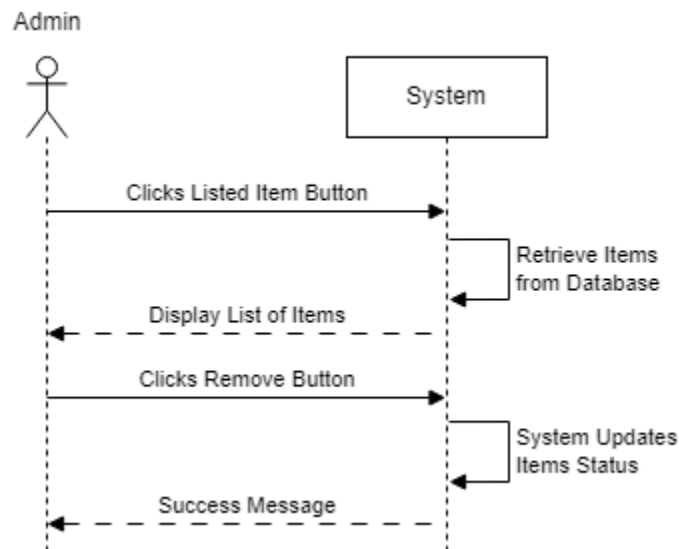 Admin
System
Clicks Listed Item Button
Retrieve Items
from Database
Display List of Items
Clicks Remove Button
System Updates
Items Status
Success Message